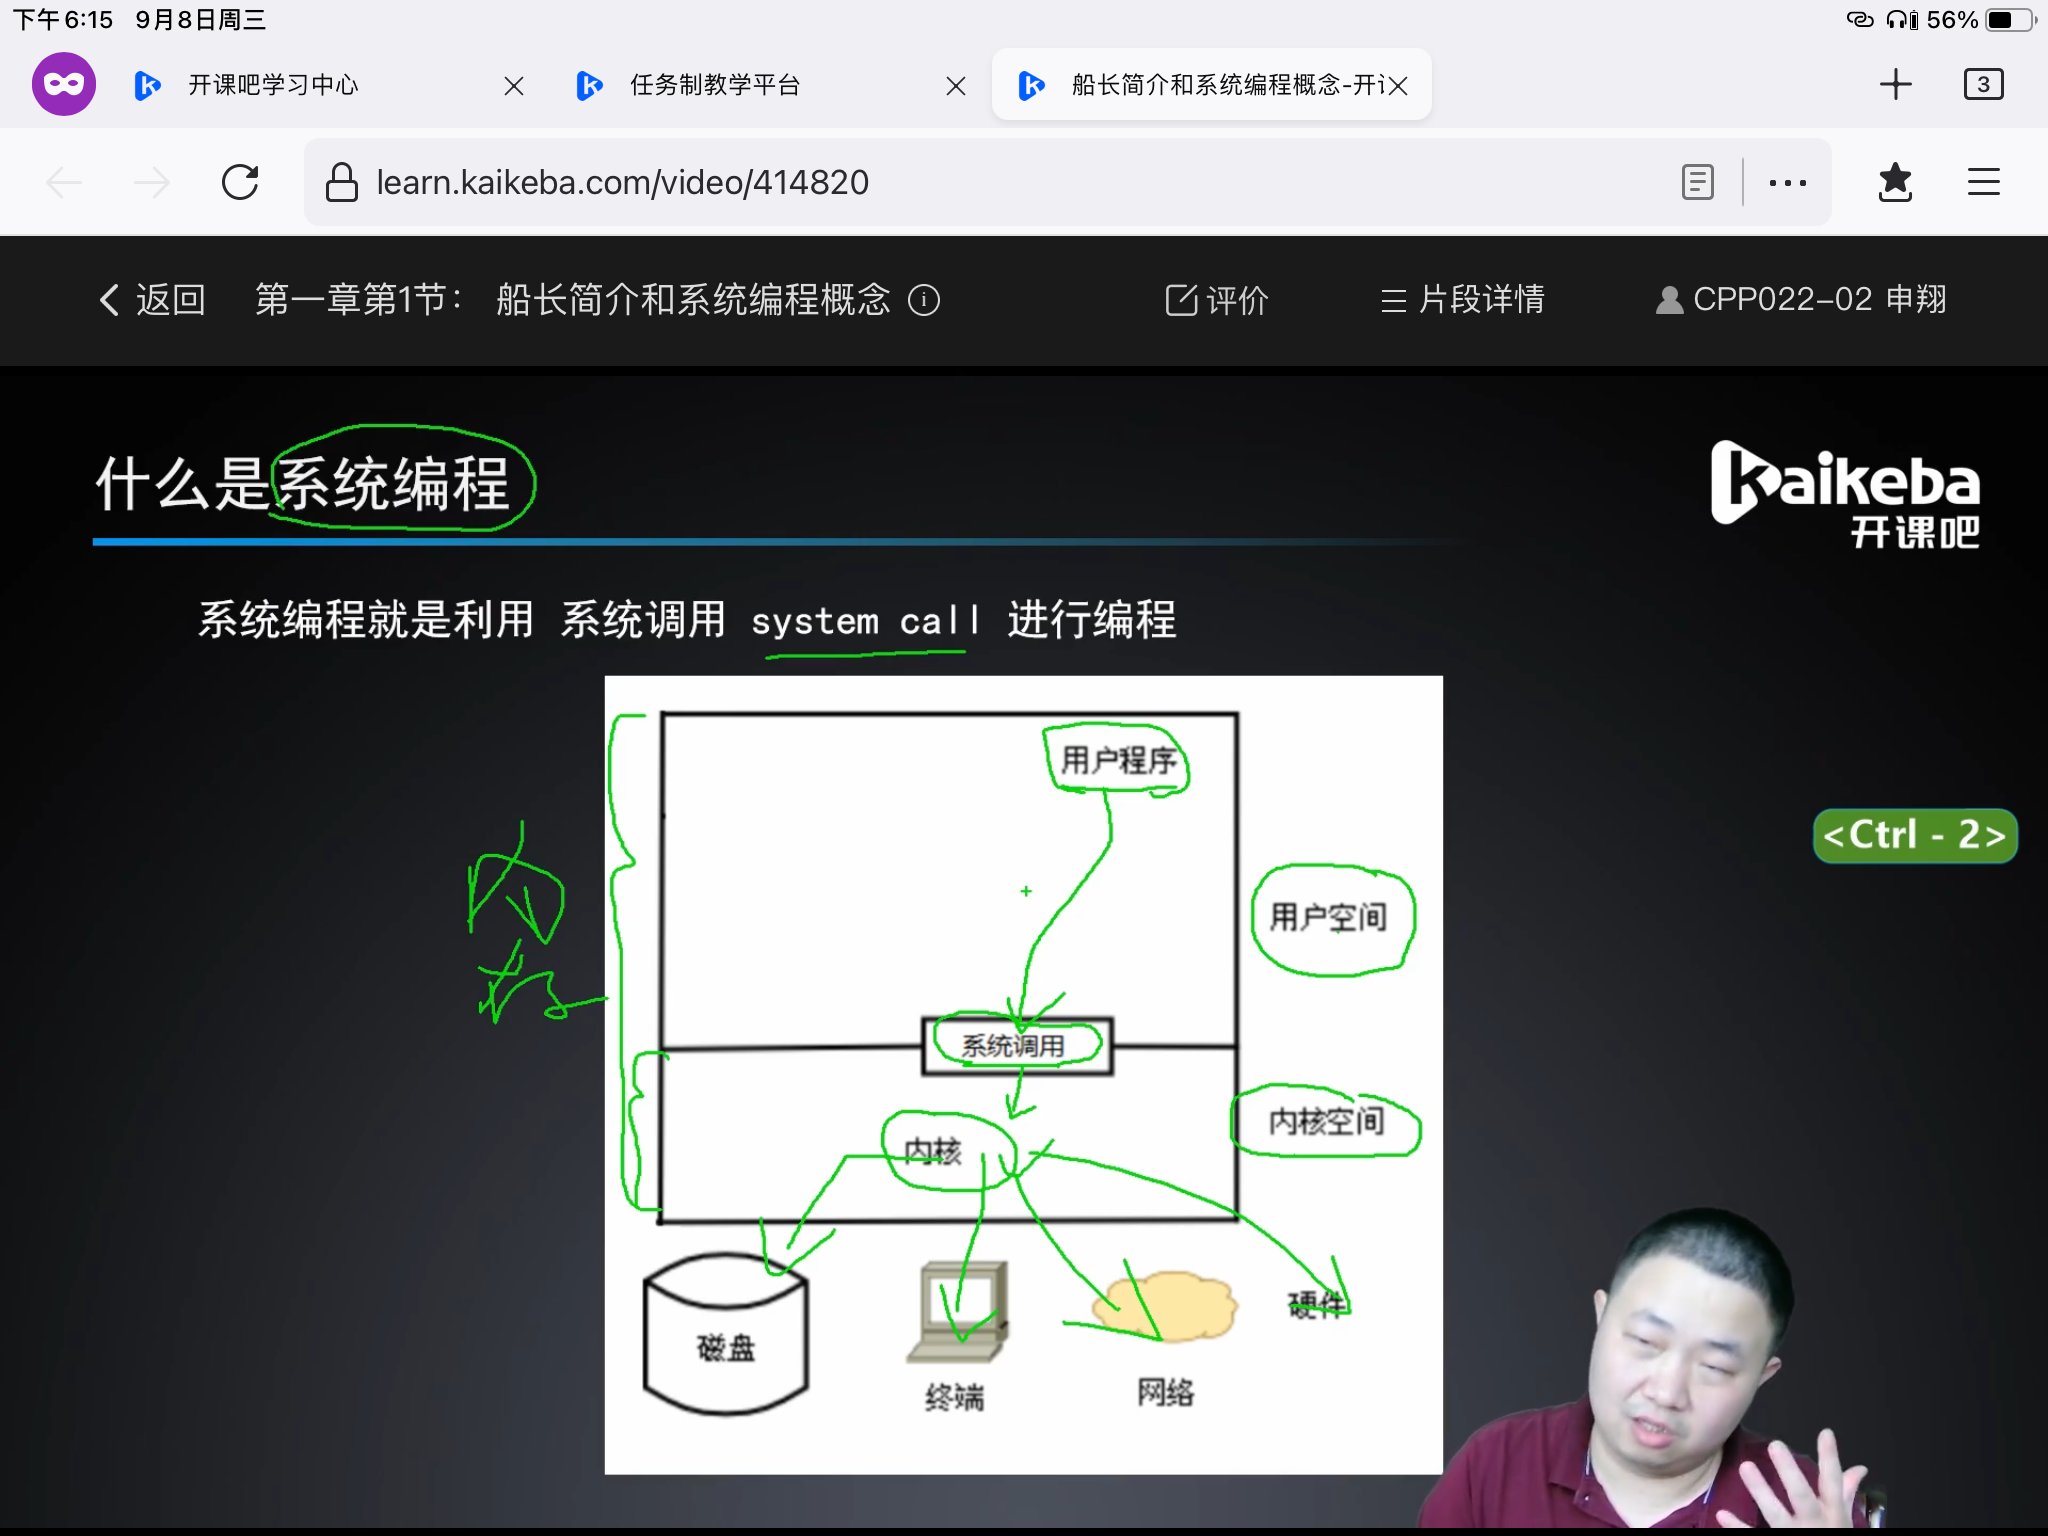 下午6:15 9月8日周三 56%
开课吧学习中心 任务制教学平台 船长简介和系统编程概念-开 3
learn.kaikeba.com/video/414820
返回 第一章第1节： 船长简介和系统编程概念 评价 片段详情 CPP022-02 申翔
什么是系统编程
kaikeba
开课吧
系统编程就是利用 系统调用 system call 进行编程
用户程序
<Ctrl - 2>
用户空间
系统调用
内核空间
内核
硬件
磁盘
终端
网络